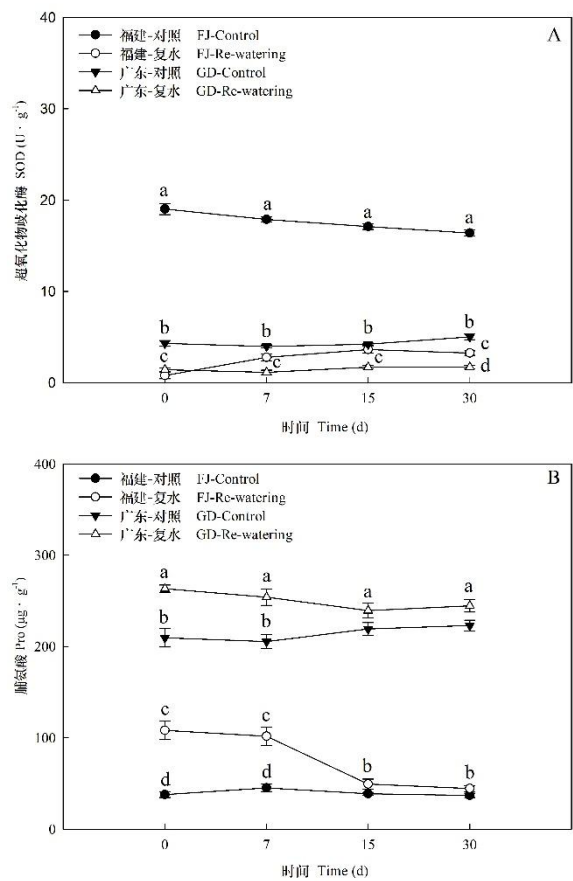 A
福建-对照 FJ-Control
福建-复水 FJ-Re-watering
广东-对照 GD-Control
广东-复水 GD-Re-watering
超氧化物歧化酶 SOD (U · g⁻¹)
40
30
20
10
0
a a a a
b b b b
c c c c
d
0 7 15 30
时间 Time (d)
B
福建-对照 FJ-Control
福建-复水 FJ-Re-watering
广东-对照 GD-Control
广东-复水 GD-Re-watering
脯氨酸 Pro (μg · g⁻¹)
400
300
200
100
0
a a a a
b b
c c b b
d d
0 7 15 30
时间 Time (d)